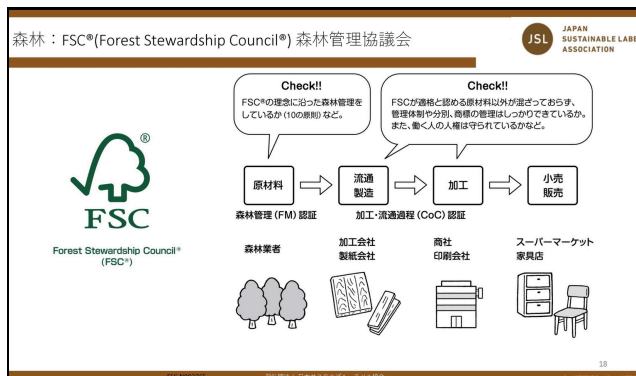 森林：FSC®(Forest Stewardship Council®) 森林管理協議会
JSL
JAPAN
SUSTAINABLE LABE
ASSOCIATION
Check!!
FSC®の理念に沿った森林管理を
しているか(10の原則)など。
Check!!
FSCが適格と認める原材料以外が混ざっておらず、
管理体制や分別、商標の管理はしっかりできているか。
また、働く人の人権は守られているかなど。
®
FSC
Forest Stewardship Council®
(FSC®)
原材料
流通
製造
加工
小売
販売
森林管理(FM)認証
加工・流通過程(CoC)認証
森林業者
加工会社
製紙会社
商社
印刷会社
スーパーマーケット
家具店
18